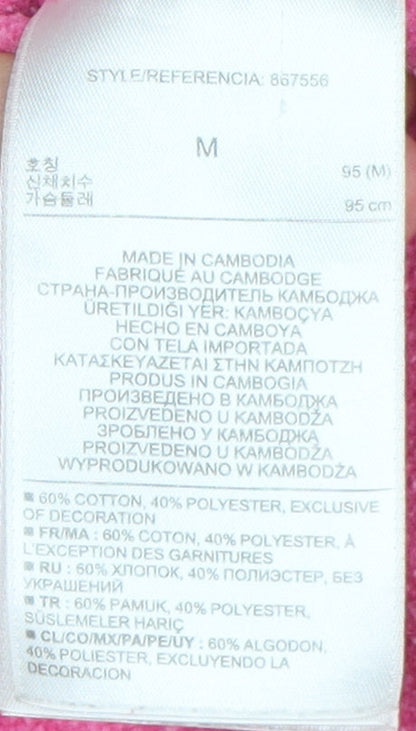 STYLE/REFERENCIA: 867556
M
호칭 95 (M)
신체치수
가슴둘레 95 cm
MADE IN CAMBODIA
FABRIQUÉ AU CAMBODGE
СТРАНА-ПРОИЗВОДИТЕЛЬ КАМБОДЖА
ÜRETILDIĞI YER: KAMBOÇYA
HECHO EN CAMBOYA
CON TELA IMPORTADA
ΚΑΤΑΣΚΕΥΑΖΕΤΑΙ ΣΤΗΝ ΚΑΜΠΟΤΖΗ
PRODUS IN CAMBOGIA
ПРОИЗВЕДЕНО В КАМБОДЖА
PROIZVEDENO U KAMBODŽA
ЗРОБЛЕНО У КАМБОДЖА
PROIZVEDENO U KAMBODŽA
WYPRODUKOWANO W KAMBODŽA
■ 60% COTTON, 40% POLYESTER, EXCLUSIVE
OF DECORATION
■ FR/MA : 60% COTON, 40% POLYESTER, À
L'EXCEPTION DES GARNITURES
■ RU : 60% ХЛОПОК, 40% ПОЛИЭСТЕР, БЕЗ
УКРАШЕНИЙ
■ TR : 60% PAMUK, 40% POLYESTER,
SÜSLEMELER HARIÇ
■ CL/CO/MX/PA/PE/UY : 60% ALGODON,
40% POLIESTER, EXCLUYENDO LA
DECORACION